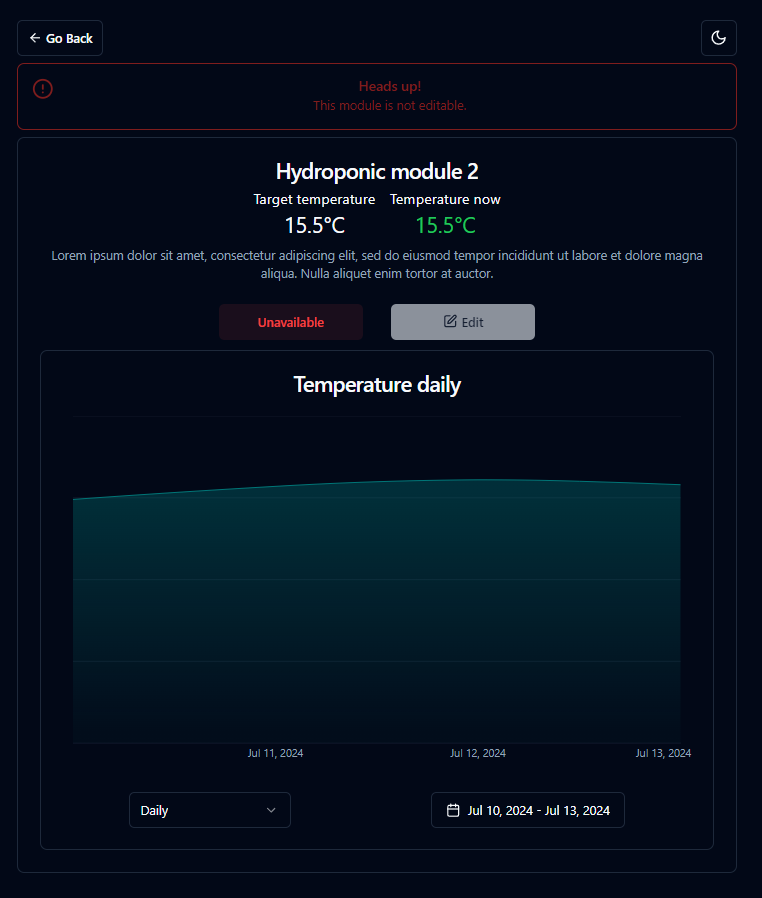 Go Back
Heads up!
This module is not editable.
Hydroponic module 2
Target temperature Temperature now
15.5°C 15.5°C
Lorem ipsum dolor sit amet, consectetur adipiscing elit, sed do eiusmod tempor incididunt ut labore et dolore magna
aliqua. Nulla aliquet enim tortor at auctor.
Unavailable Edit
Temperature daily
Jul 11, 2024 Jul 12, 2024 Jul 13, 2024
Daily Jul 10, 2024 - Jul 13, 2024